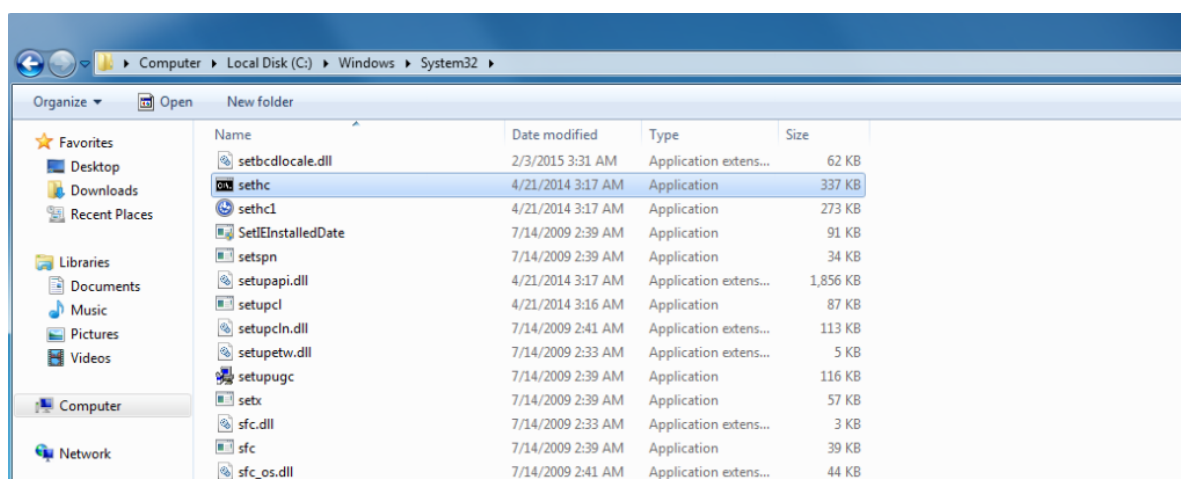 Computer ▸ Local Disk (C:) ▸ Windows ▸ System32 ▸
Organize Open New folder
Favorites
Desktop
Downloads
Recent Places
Libraries
Documents
Music
Pictures
Videos
Computer
Network
Name Date modified Type Size
setbcdlocale.dll 2/3/2015 3:31 AM Application extens... 62 KB
sethc 4/21/2014 3:17 AM Application 337 KB
sethc1 4/21/2014 3:17 AM Application 273 KB
SetIEInstalledDate 7/14/2009 2:39 AM Application 91 KB
setspn 7/14/2009 2:39 AM Application 34 KB
setupapi.dll 4/21/2014 3:17 AM Application extens... 1,856 KB
setupcl 4/21/2014 3:16 AM Application 87 KB
setupcln.dll 7/14/2009 2:41 AM Application extens... 113 KB
setupetw.dll 7/14/2009 2:33 AM Application extens... 5 KB
setupugc 7/14/2009 2:39 AM Application 116 KB
setx 7/14/2009 2:39 AM Application 57 KB
sfc.dll 7/14/2009 2:33 AM Application extens... 3 KB
sfc 7/14/2009 2:39 AM Application 39 KB
sfc_os.dll 7/14/2009 2:41 AM Application extens... 44 KB